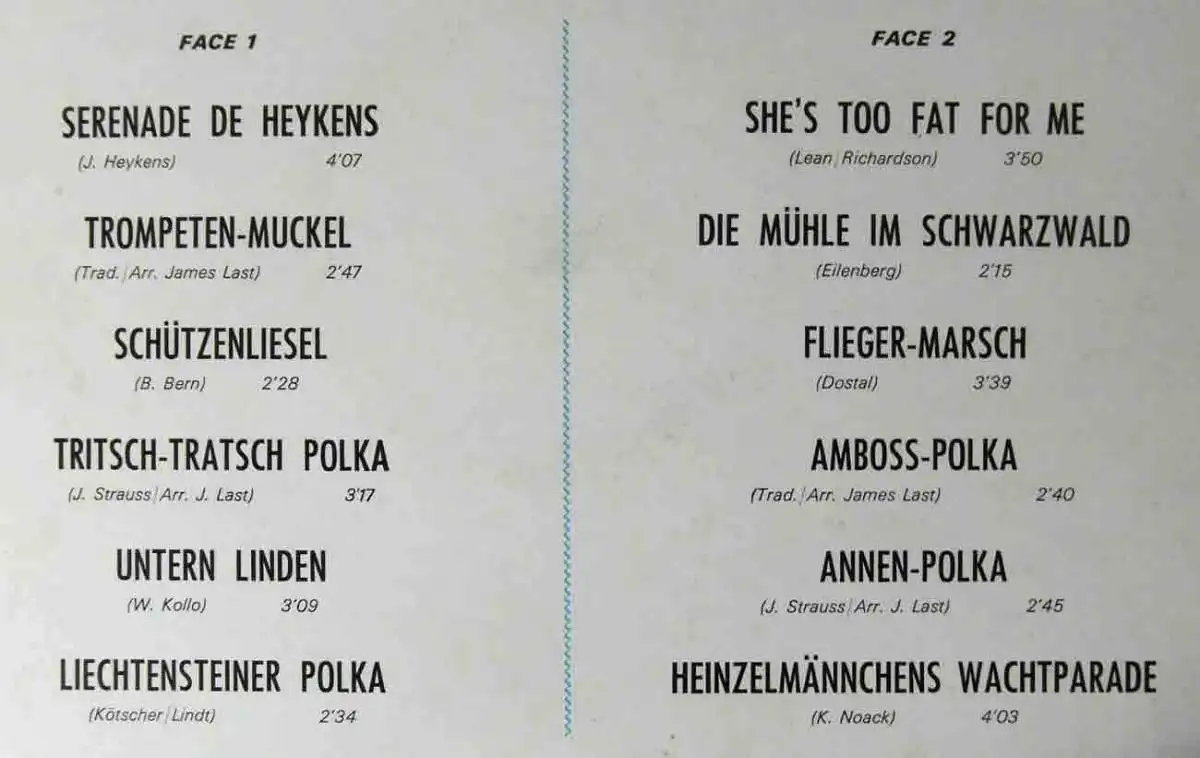 FACE 1
SERENADE DE HEYKENS
(J. Heykens) 4'07
TROMPETEN-MUCKEL
(Trad./Arr. James Last) 2'47
SCHÜTZENLIESEL
(B. Bern) 2'28
TRITSCH-TRATSCH POLKA
(J. Strauss/Arr. J. Last) 3'17
UNTERN LINDEN
(W. Kollo) 3'09
LIECHTENSTEINER POLKA
(Kötscher/Lindt) 2'34
FACE 2
SHE'S TOO FAT FOR ME
(Lean/Richardson) 3'50
DIE MÜHLE IM SCHWARZWALD
(Eilenberg) 2'15
FLIEGER-MARSCH
(Dostal) 3'39
AMBOSS-POLKA
(Trad./Arr. James Last) 2'40
ANNEN-POLKA
(J. Strauss/Arr. J. Last) 2'45
HEINZELMÄNNCHENS WACHTPARADE
(K. Noack) 4'03